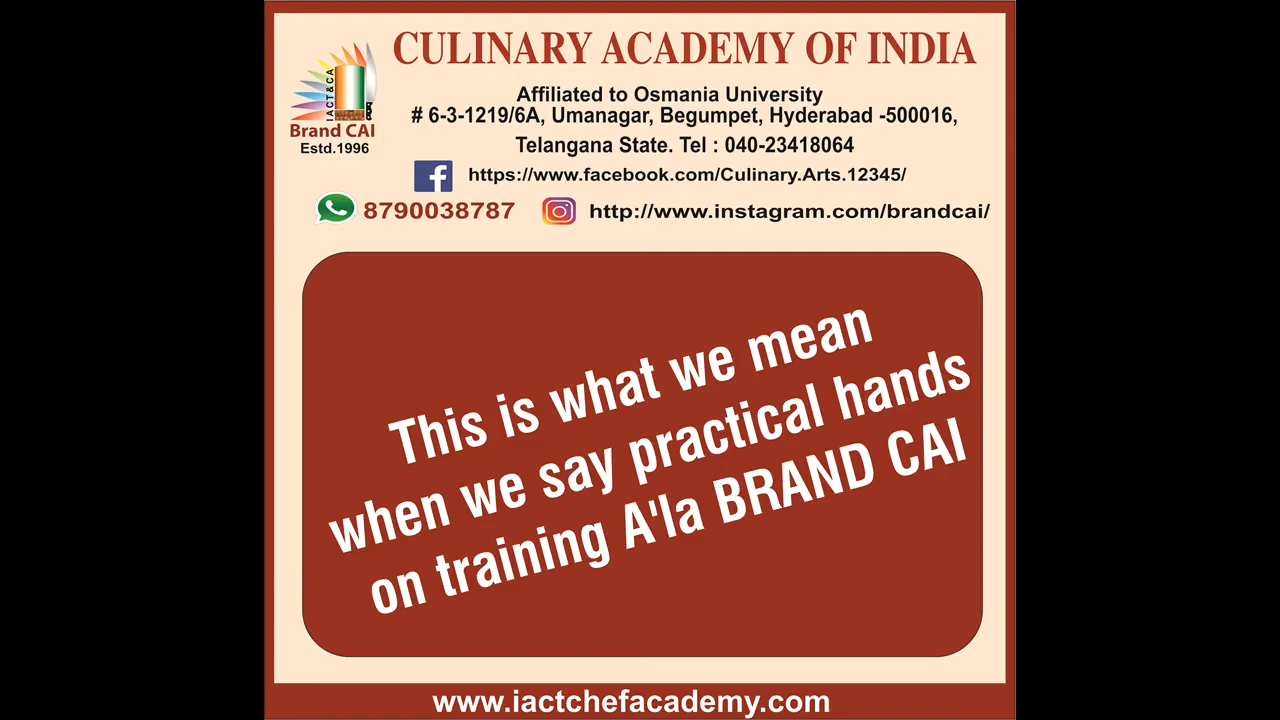 CULINARY ACADEMY OF INDIA
IACT&CA
Brand CAI
Estd.1996
Affiliated to Osmania University
# 6-3-1219/6A, Umanagar, Begumpet, Hyderabad -500016,
Telangana State. Tel : 040-23418064
https://www.facebook.com/Culinary.Arts.12345/
8790038787
http://www.instagram.com/brandcai/
This is what we mean
when we say practical hands
on training A'la BRAND CAI
www.iactchefacademy.com